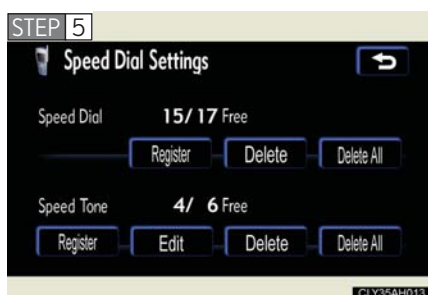 STEP 5
Speed Dial Settings
Speed Dial 15/17 Free
Register Delete Delete All
Speed Tone 4/ 6 Free
Register Edit Delete Delete All
CLY35AH013